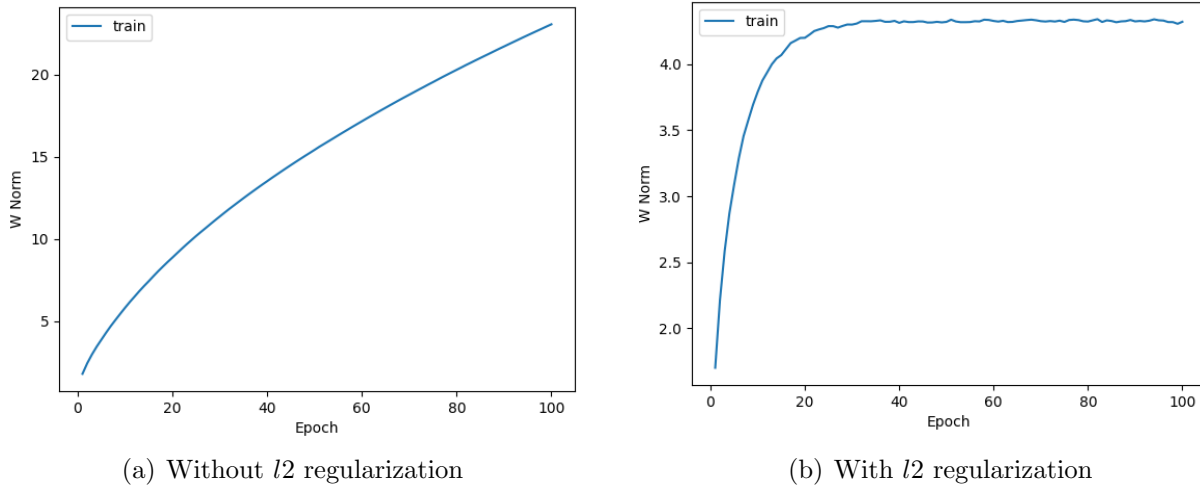 train
20
15
10
5
W Norm
0 20 40 60 80 100
Epoch
(a) Without l2 regularization
train
4.0
3.5
3.0
2.5
2.0
W Norm
0 20 40 60 80 100
Epoch
(b) With l2 regularization